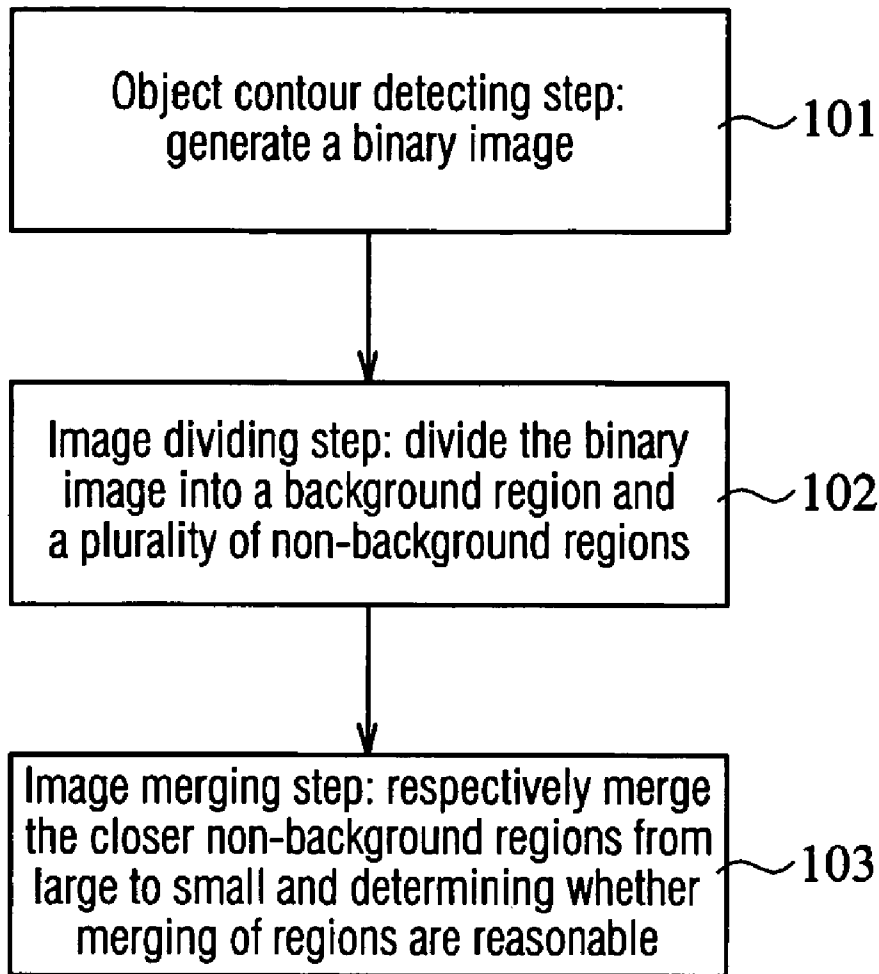 Object contour detecting step:
generate a binary image
101
Image dividing step: divide the binary
image into a background region and
a plurality of non-background regions
102
Image merging step: respectively merge
the closer non-background regions from
large to small and determining whether
merging of regions are reasonable
103